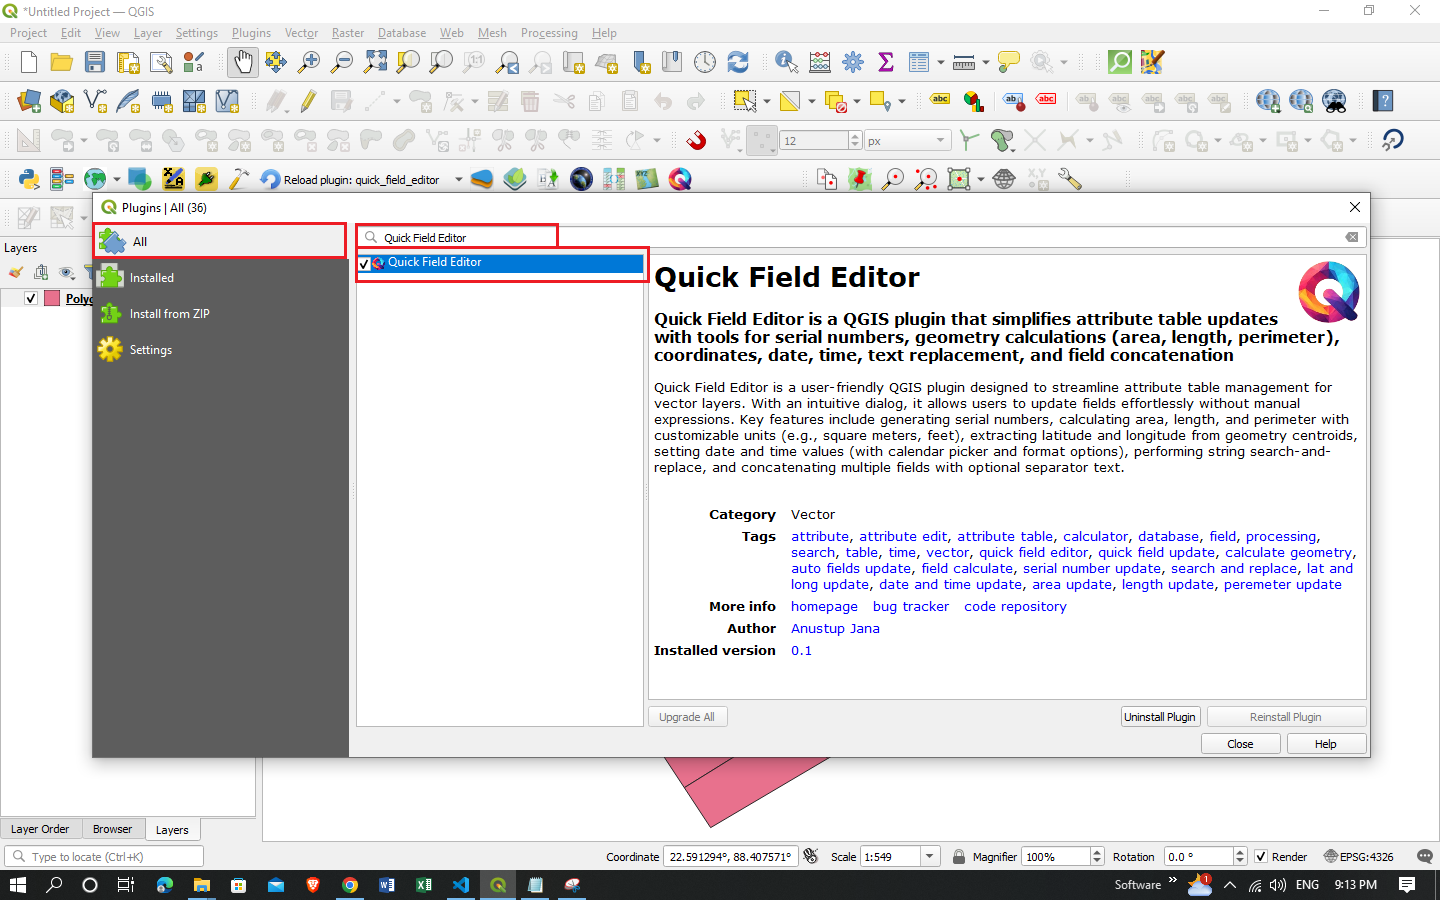 *Untitled Project — QGIS
Project Edit View Layer Settings Plugins Vector Raster Database Web Mesh Processing Help
12 px
Reload plugin: quick_field_editor
Plugins | All (36)
Layers
All
Installed
Install from ZIP
Settings
Quick Field Editor
Quick Field Editor
Quick Field Editor
Quick Field Editor is a QGIS plugin that simplifies attribute table updates
with tools for serial numbers, geometry calculations (area, length, perimeter),
coordinates, date, time, text replacement, and field concatenation
Quick Field Editor is a user-friendly QGIS plugin designed to streamline attribute table management for
vector layers. With an intuitive dialog, it allows users to update fields effortlessly without manual
expressions. Key features include generating serial numbers, calculating area, length, and perimeter with
customizable units (e.g., square meters, feet), extracting latitude and longitude from geometry centroids,
setting date and time values (with calendar picker and format options), performing string search-and-
replace, and concatenating multiple fields with optional separator text.
Category Vector
Tags attribute, attribute edit, attribute table, calculator, database, field, processing,
search, table, time, vector, quick field editor, quick field update, calculate geometry,
auto fields update, field calculate, serial number update, search and replace, lat and
long update, date and time update, area update, length update, peremeter update
More info homepage bug tracker code repository
Author Anustup Jana
Installed version 0.1
Upgrade All Uninstall Plugin Reinstall Plugin
Close Help
Layer Order Browser Layers
Type to locate (Ctrl+K) Coordinate 22.591294°, 88.407571° Scale 1:549 Magnifier 100% Rotation 0.0 ° Render EPSG:4326
Software ENG 9:13 PM